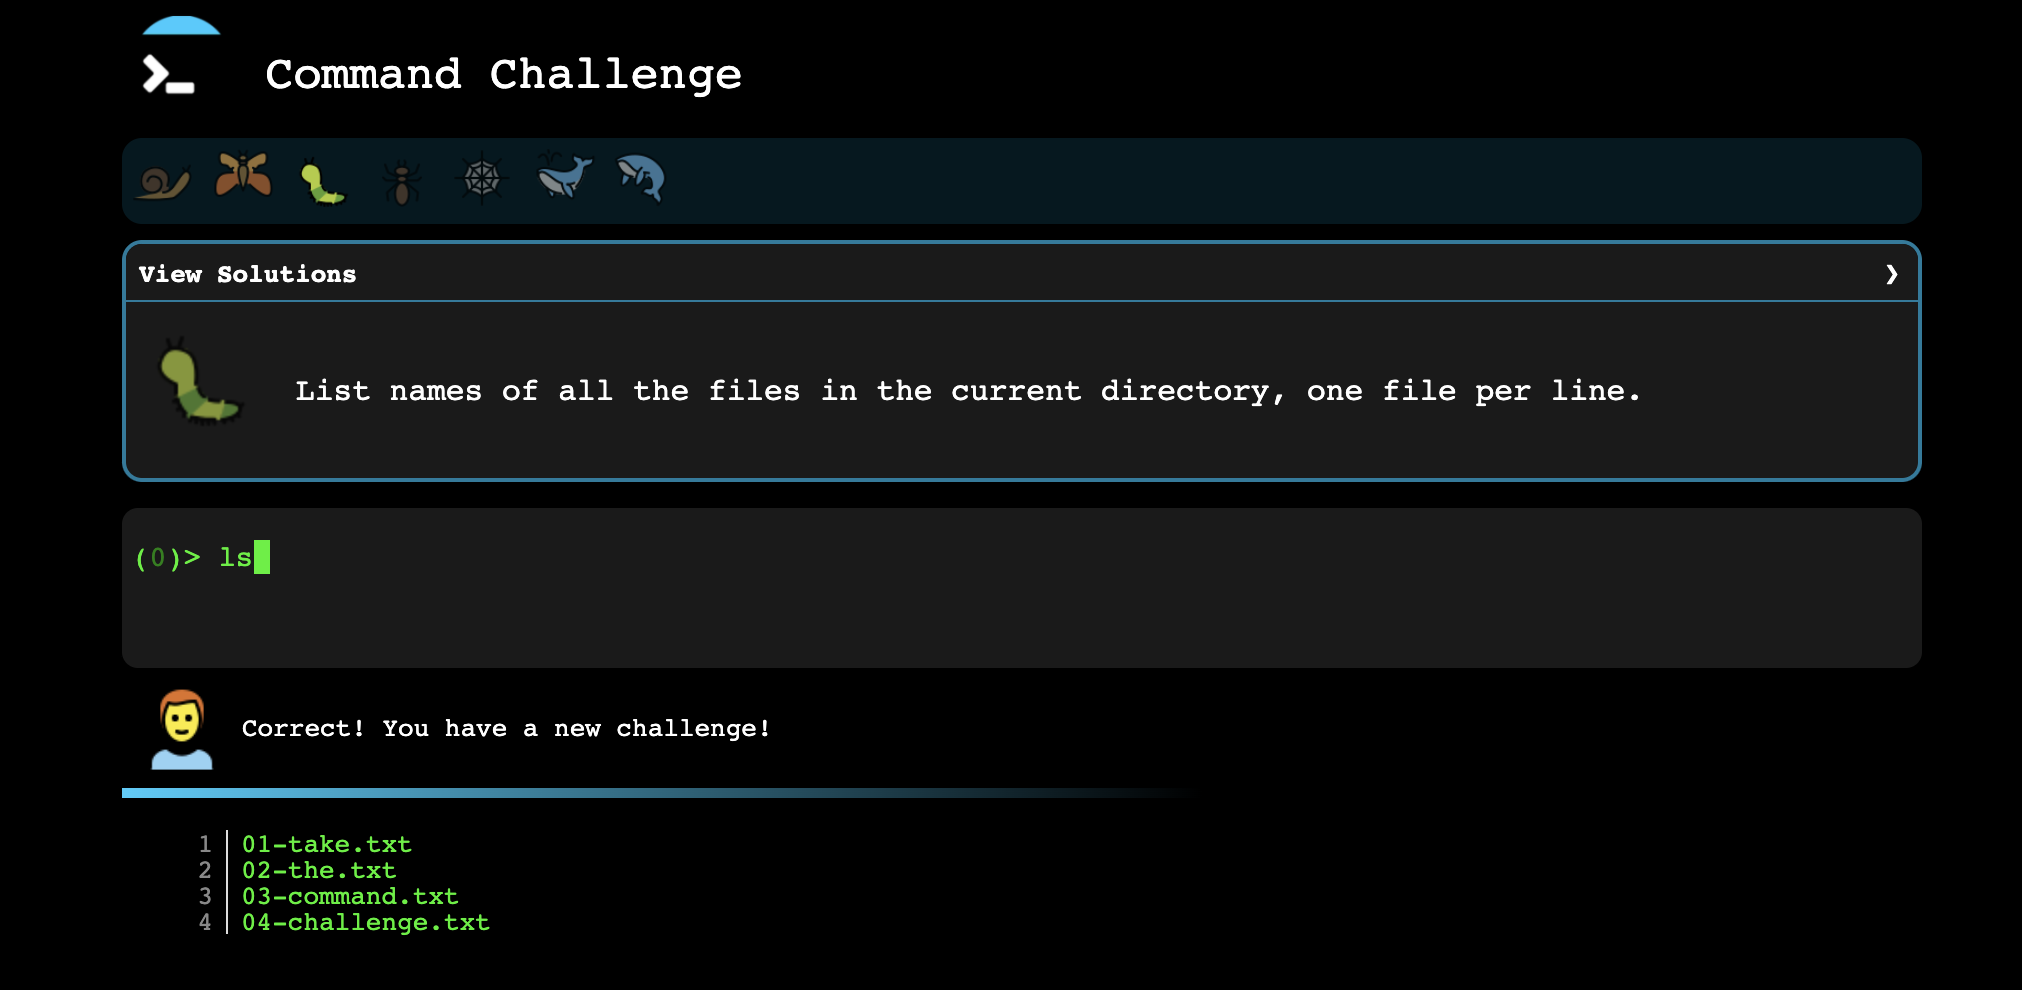 Command Challenge
View Solutions ❯
List names of all the files in the current directory, one file per line.
(0)> ls
Correct! You have a new challenge!
1 01-take.txt
2 02-the.txt
3 03-command.txt
4 04-challenge.txt